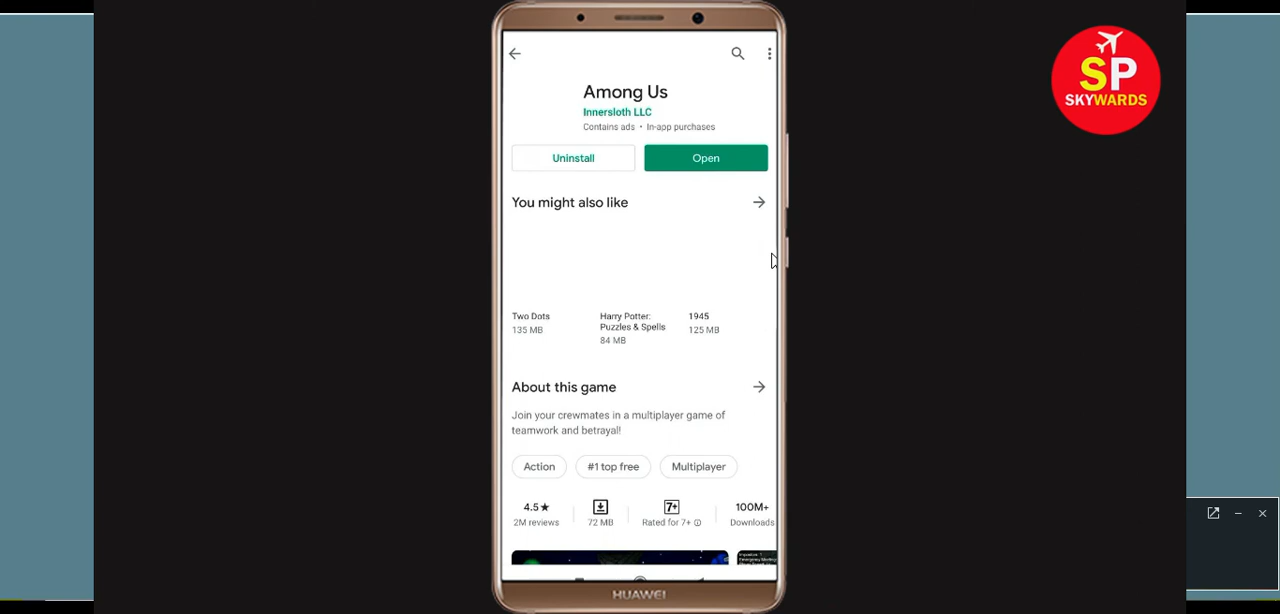 SP
SKYWARDS
Among Us
Innersloth LLC
Contains ads • In-app purchases
Uninstall
Open
You might also like
Two Dots
135 MB
Harry Potter:
Puzzles & Spells
84 MB
1945
125 MB
About this game
Join your crewmates in a multiplayer game of
teamwork and betrayal!
Action
#1 top free
Multiplayer
4.5★
2M reviews
72 MB
7+
Rated for 7+
100M+
Downloads
HUAWEI